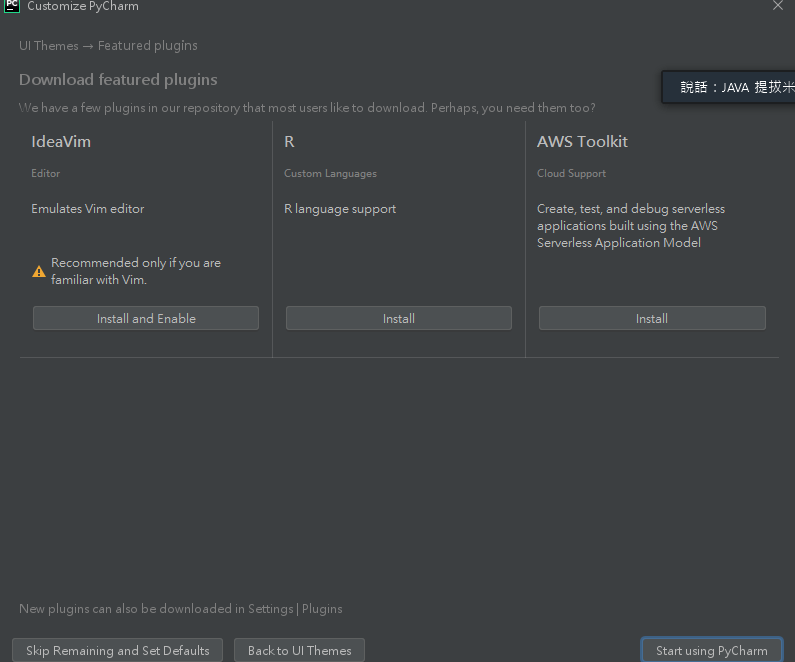 PC Customize PyCharm
UI Themes → Featured plugins
Download featured plugins
說話：JAVA 提拔米
We have a few plugins in our repository that most users like to download. Perhaps, you need them too?
IdeaVim
Editor
Emulates Vim editor
Recommended only if you are
familiar with Vim.
Install and Enable
R
Custom Languages
R language support
Install
AWS Toolkit
Cloud Support
Create, test, and debug serverless
applications built using the AWS
Serverless Application Model
Install
New plugins can also be downloaded in Settings | Plugins
Skip Remaining and Set Defaults
Back to UI Themes
Start using PyCharm